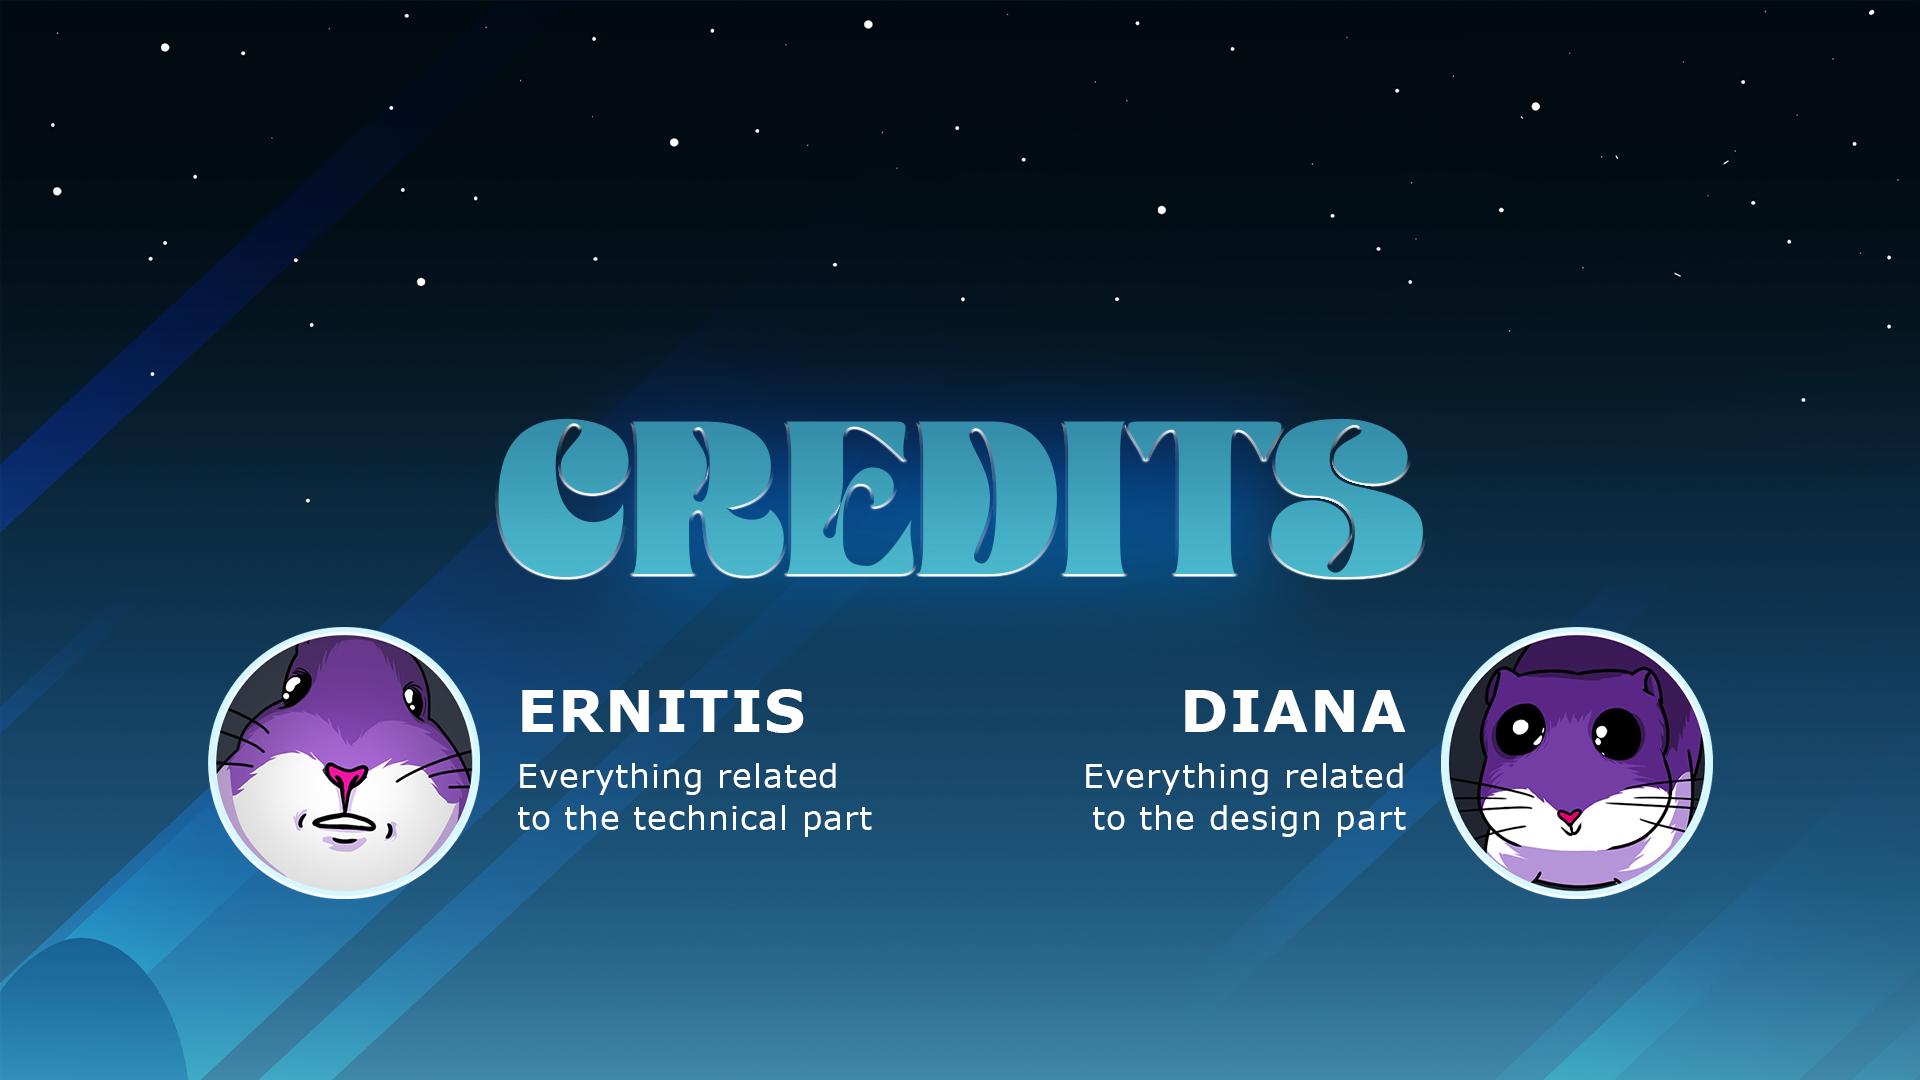 CREDITS
ERNITIS
Everything related
to the technical part
DIANA
Everything related
to the design part